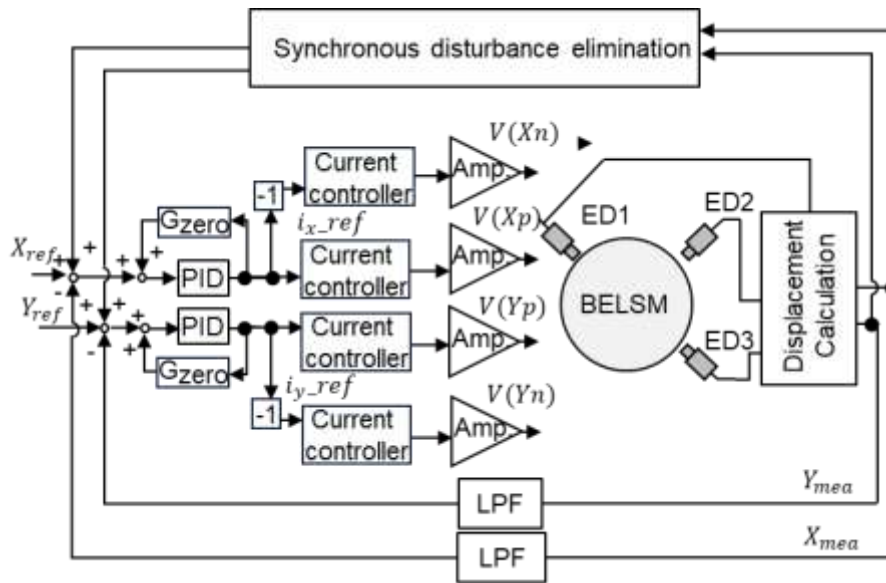 Synchronous disturbance elimination
V(Xn)
Current
controller
Amp.
-1
ED1
ED2
Gzero
i_x_ref
V(Xp)
X_ref
+
+
+
+
-
PID
Current
controller
Amp.
BELSM
Displacement
Calculation
Y_ref
+
+
+
+
-
PID
Current
controller
V(Yp)
Amp.
ED3
Gzero
i_y_ref
V(Yn)
-1
Current
controller
Amp.
LPF
Y_mea
LPF
X_mea